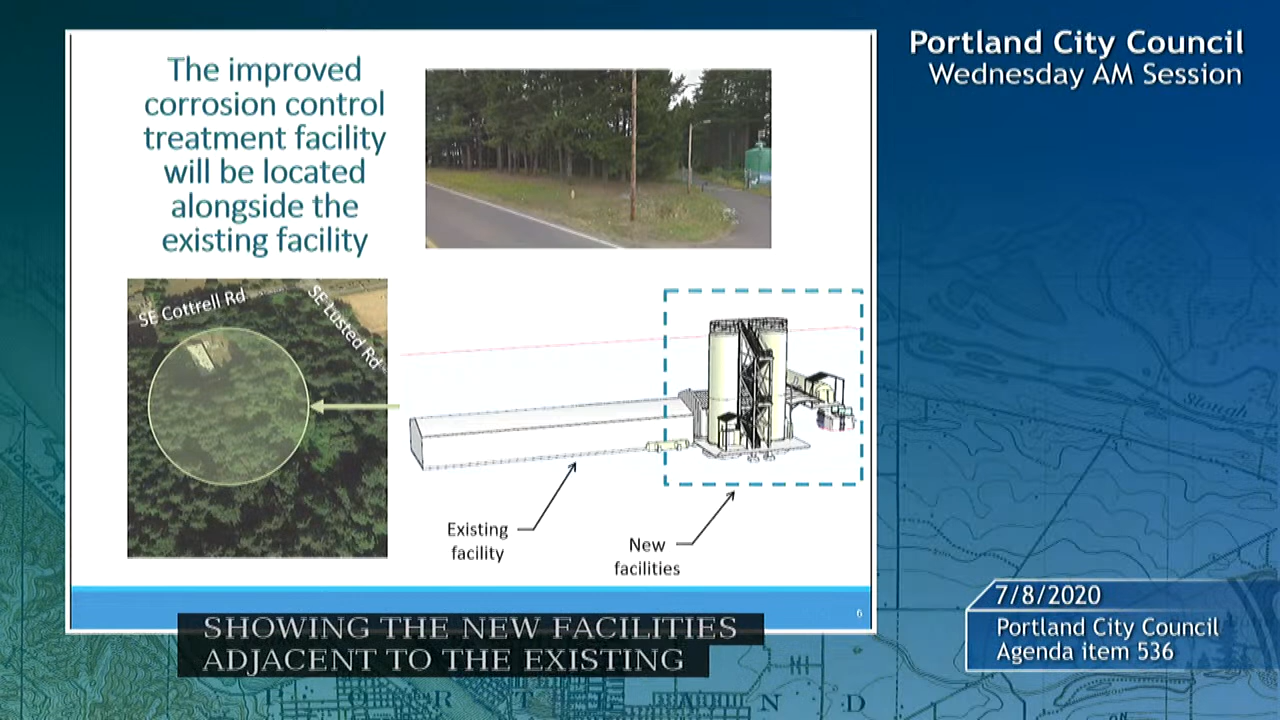 Portland City Council
Wednesday AM Session
The improved
corrosion control
treatment facility
will be located
alongside the
existing facility
SE Cottrell Rd
SE Lusted Rd
Existing
facility
New
facilities
6
SHOWING THE NEW FACILITIES
ADJACENT TO THE EXISTING
7/8/2020
Portland City Council
Agenda item 536
Slough
P O R T L A N D